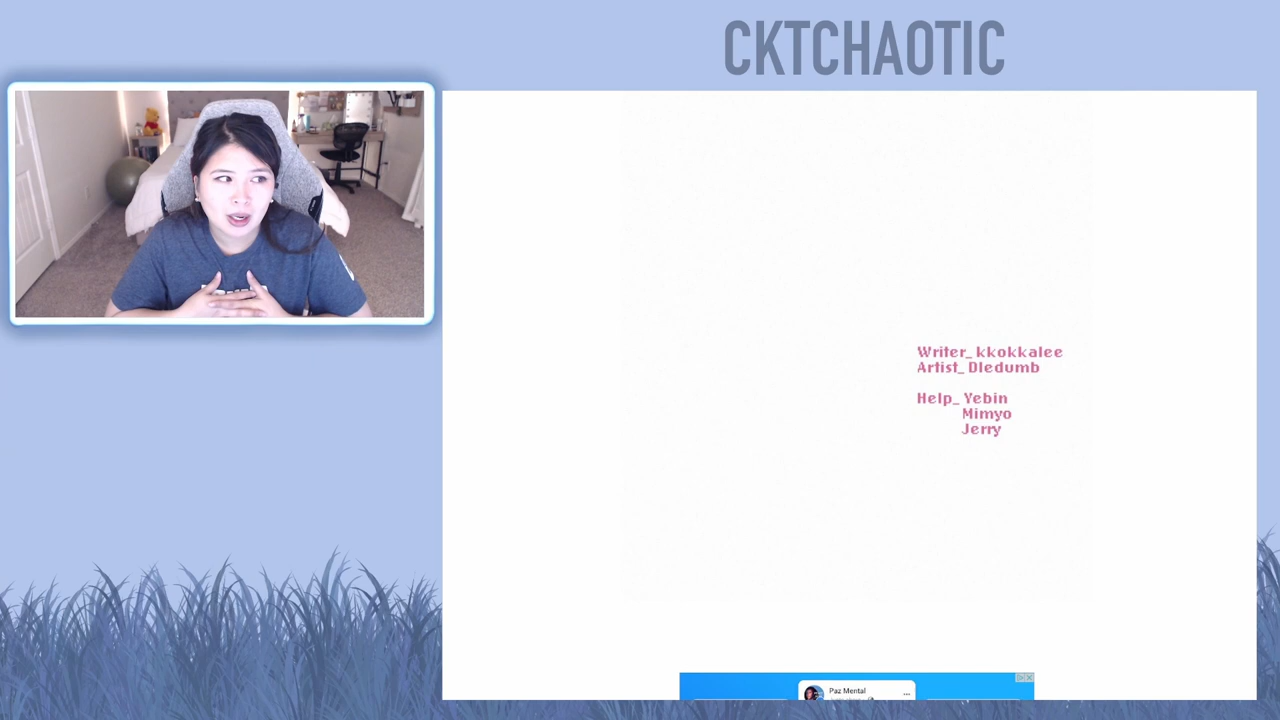 CKTCHAOTIC
Writer_ kkokkalee
Artist_ Dledumb
Help_ Yebin
Mimyo
Jerry
Paz Mental